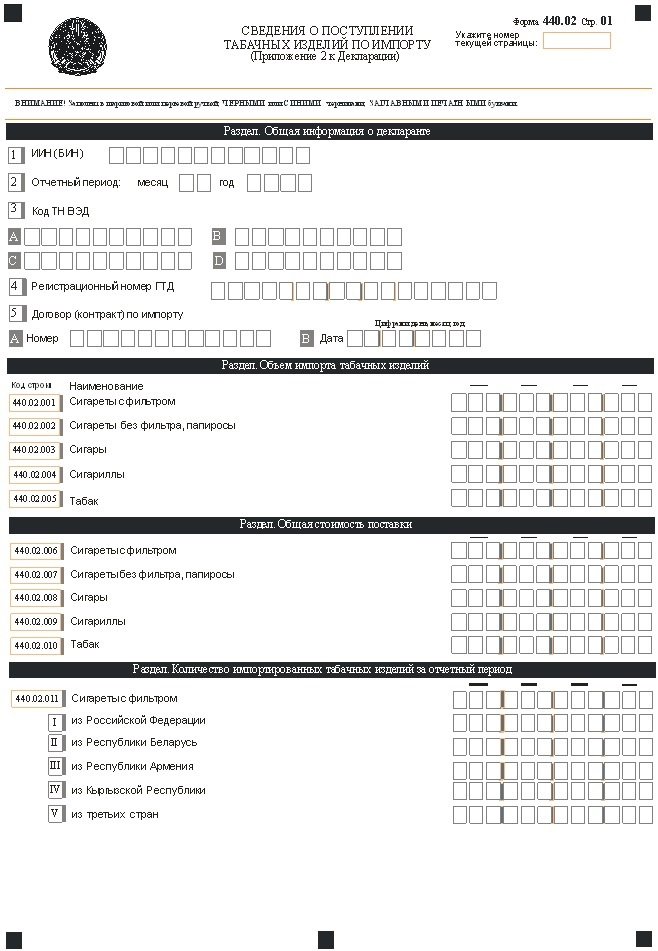 Форма 440.02 Стр. 01
СВЕДЕНИЯ О ПОСТУПЛЕНИИ
ТАБАЧНЫХ ИЗДЕЛИЙ ПО ИМПОРТУ
(Приложение 2 к Декларации)
Укажите номер
текущей страницы:
ВНИМАНИЕ! Заполнять шариковой или перьевой ручкой, ЧЕРНЫМИ или СИНИМИ чернилами, ЗАГЛАВНЫМИ ПЕЧАТНЫМИ буквами.
Раздел. Общая информация о декларанте
1 ИИН (БИН)
2 Отчетный период: месяц год
3 Код ТН ВЭД
A B
C D
4 Регистрационный номер ГТД
5 Договор (контракт) по импорту
Цифрами день, месяц, год
A Номер B Дата
Раздел. Объем импорта табачных изделий
Код строки Наименование
440.02.001 Сигареты с фильтром
440.02.002 Сигареты без фильтра, папиросы
440.02.003 Сигары
440.02.004 Сигариллы
440.02.005 Табак
Раздел. Общая стоимость поставки
440.02.006 Сигареты с фильтром
440.02.007 Сигареты без фильтра, папиросы
440.02.008 Сигары
440.02.009 Сигариллы
440.02.010 Табак
Раздел. Количество импортированных табачных изделий за отчетный период
440.02.011 Сигареты с фильтром
I из Российской Федерации
II из Республики Беларусь
III из Республики Армения
IV из Кыргызской Республики
V из третьих стран